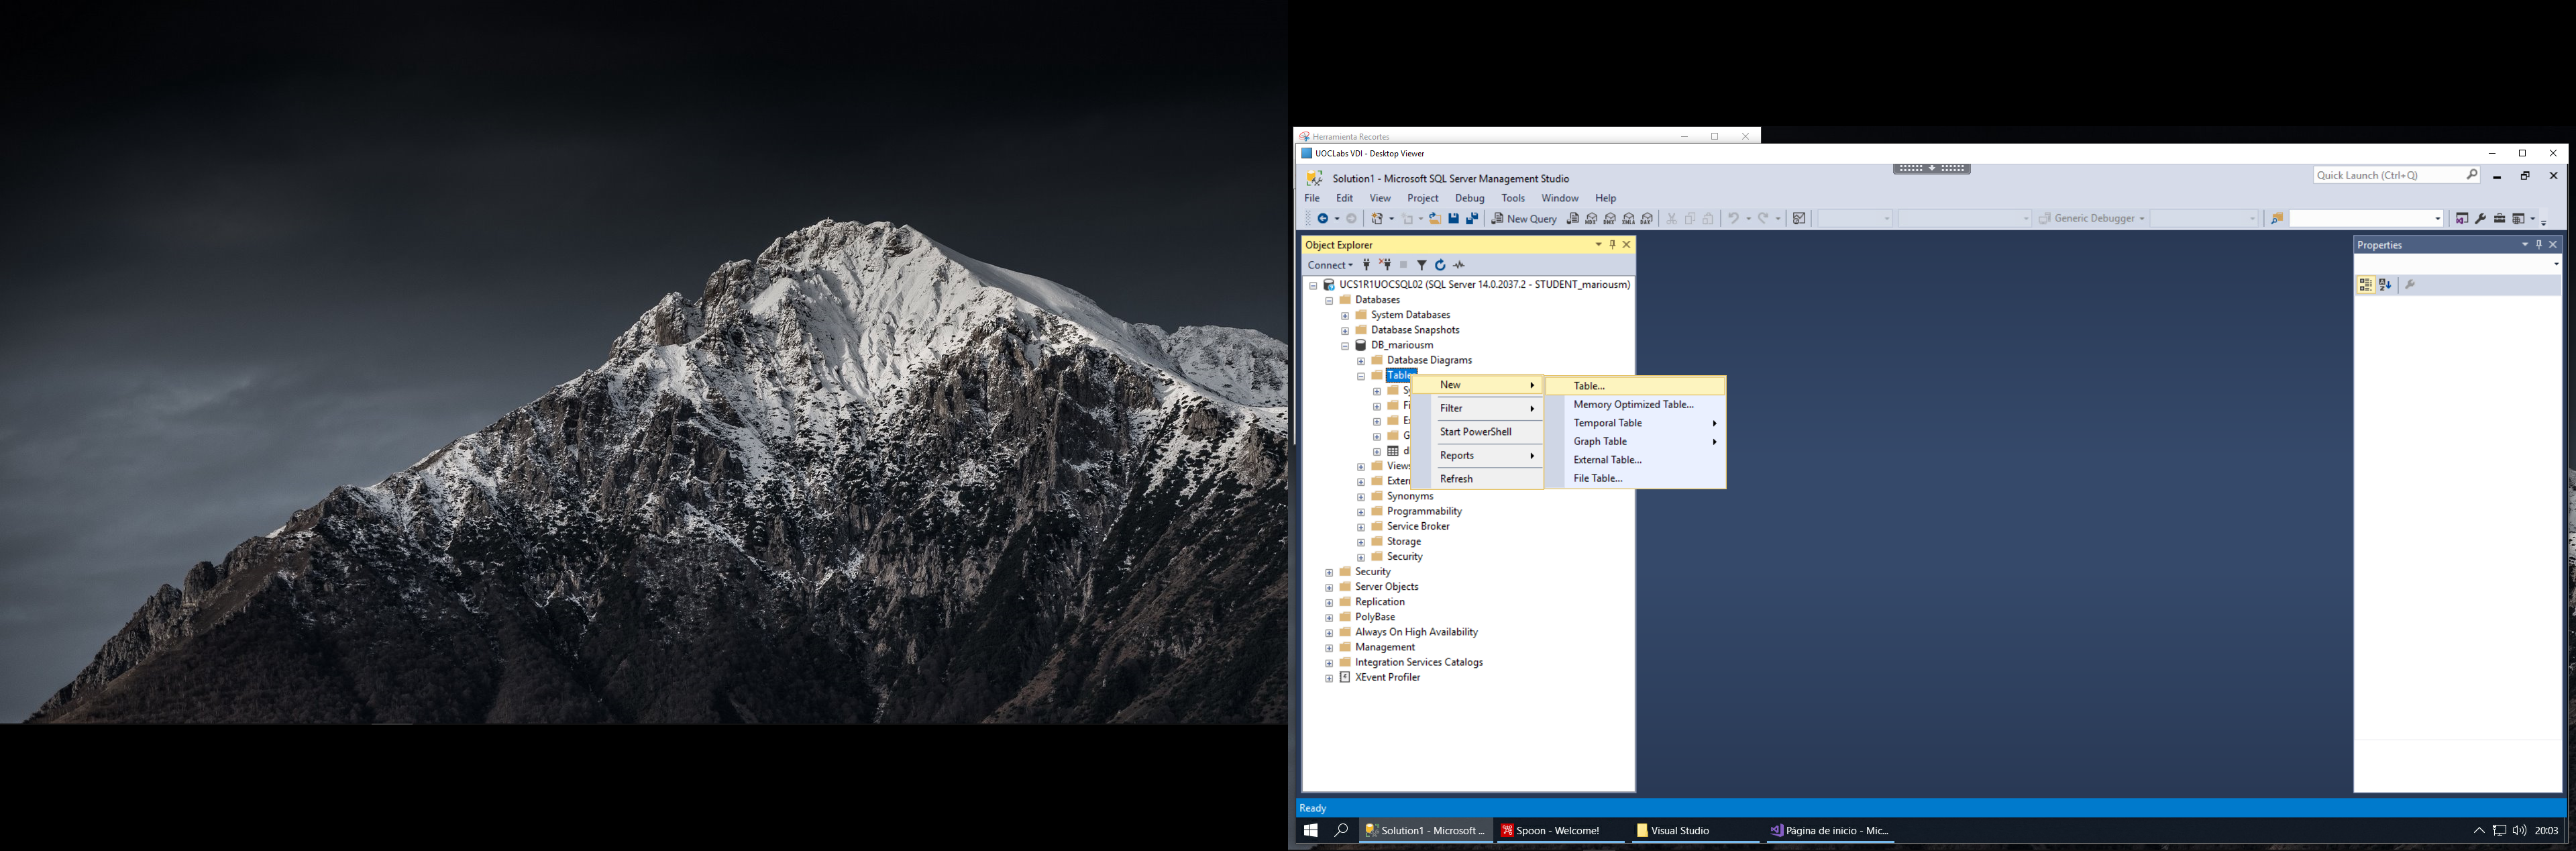 Herramienta Recortes
UOCLabs VDI - Desktop Viewer
Solution1 - Microsoft SQL Server Management Studio
Quick Launch (Ctrl+Q)
File Edit View Project Debug Tools Window Help
New Query
Generic Debugger
Object Explorer
Properties
Connect
UCS1R1UOCSQL02 (SQL Server 14.0.2037.2 - STUDENT_mariousm)
Databases
System Databases
Database Snapshots
DB_mariousm
Database Diagrams
Table
New
Table...
Filter
Memory Optimized Table...
Start PowerShell
Temporal Table
Graph Table
Reports
External Table...
Views
Refresh
File Table...
Exter
Synonyms
Programmability
Service Broker
Storage
Security
Security
Server Objects
Replication
PolyBase
Always On High Availability
Management
Integration Services Catalogs
XEvent Profiler
Ready
Solution1 - Microsoft ...
Spoon - Welcome!
Visual Studio
Página de inicio - Mic...
20:03